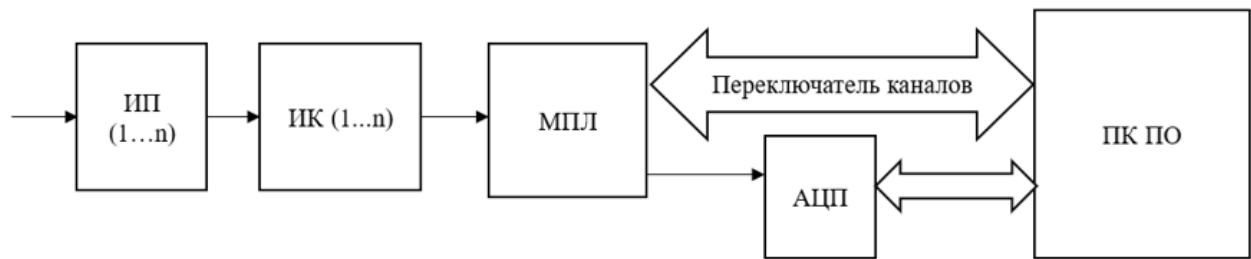 ИП
(1…n)
ИК (1...n)
МПЛ
Переключатель каналов
АЦП
ПК ПО